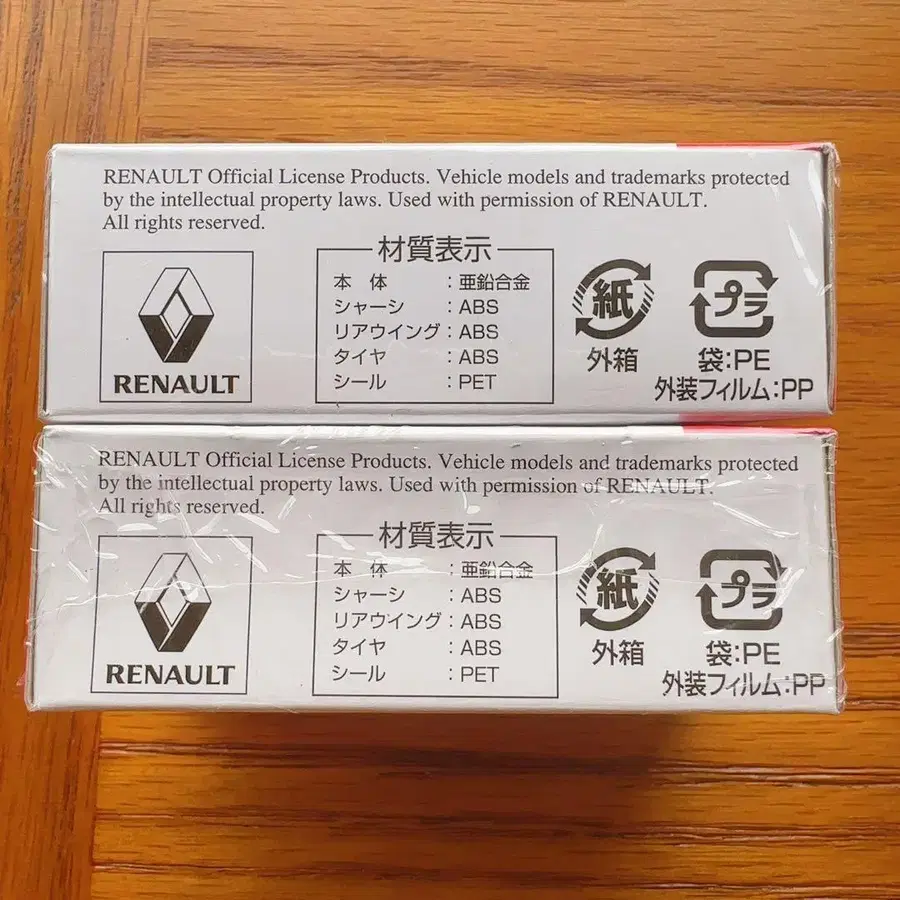 RENAULT Official License Products. Vehicle models and trademarks protected
by the intellectual property laws. Used with permission of RENAULT.
All rights reserved.
RENAULT
材質表示
本 体 : 亜鉛合金
シャーシ : ABS
リアウイング : ABS
タイヤ : ABS
シール : PET
紙
外箱
プラ
袋:PE
外装フィルム:PP
RENAULT Official License Products. Vehicle models and trademarks protected
by the intellectual property laws. Used with permission of RENAULT.
All rights reserved.
RENAULT
材質表示
本 体 : 亜鉛合金
シャーシ : ABS
リアウイング : ABS
タイヤ : ABS
シール : PET
紙
外箱
プラ
袋:PE
外装フィルム:PP